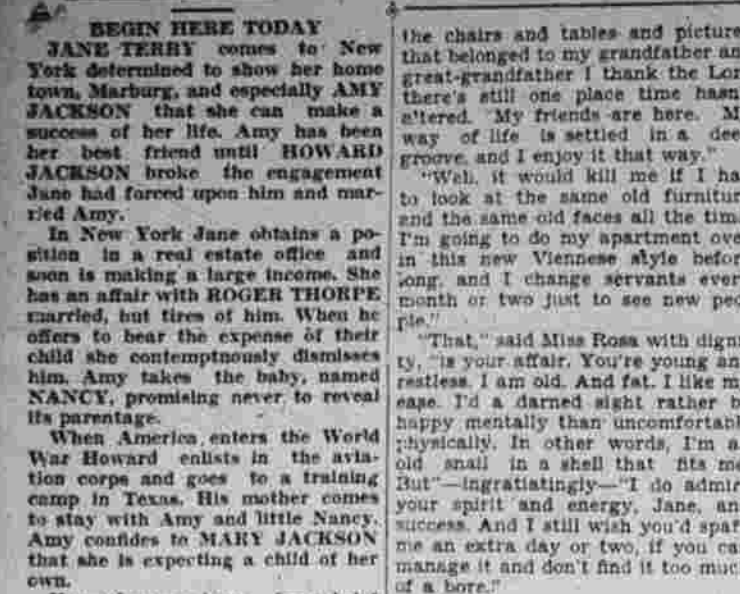 BEGIN HERE TODAY
JANE TERRY comes to New
York determined to show her home
town, Marburg, and especially AMY
JACKSON that she can make a
success of her life. Amy has been
her best friend until HOWARD
JACKSON broke the engagement
Jane had forced upon him and mar-
ried Amy.
In New York Jane obtains a po-
sition in a real estate office and
soon is making a large income. She
has an affair with ROGER THORPE
married, but tires of him. When he
offers to bear the expense of their
child she contemptuously dismisses
him. Amy takes the baby, named
NANCY, promising never to reveal
its parentage.
When America enters the World
War Howard enlists in the avia-
tion corps and goes to a training
camp in Texas. His mother comes
to stay with Amy and little Nancy.
Amy confides to MARY JACKSON
that she is expecting a child of her
own.
the chairs and tables and picture
that belonged to my grandfather an
great-grandfather I thank the Lor
there's still one place time hasn
altered. My friends are here. M
way of life is settled in a dee
groove, and I enjoy it that way."
"Well, it would kill me if I ha
to look at the same old furnitur
and the same old faces all the tim
I'm going to do my apartment ove
in this new Viennese style befor
long, and I change servants ever
month or two just to see new peo
ple."
"That," said Miss Rosa with digni
ty, "is your affair. You're young an
restless. I am old. And fat. I like m
ease. I'd a darned sight rather b
happy mentally than uncomfortabl
physically. In other words, I'm a
old snail in a shell that fits me
But"—ingratiatingly—"I do admir
your spirit and energy, Jane, an
success. And I still wish you'd spar
me an extra day or two, if you ca
manage it and don't find it too muc
of a bore."